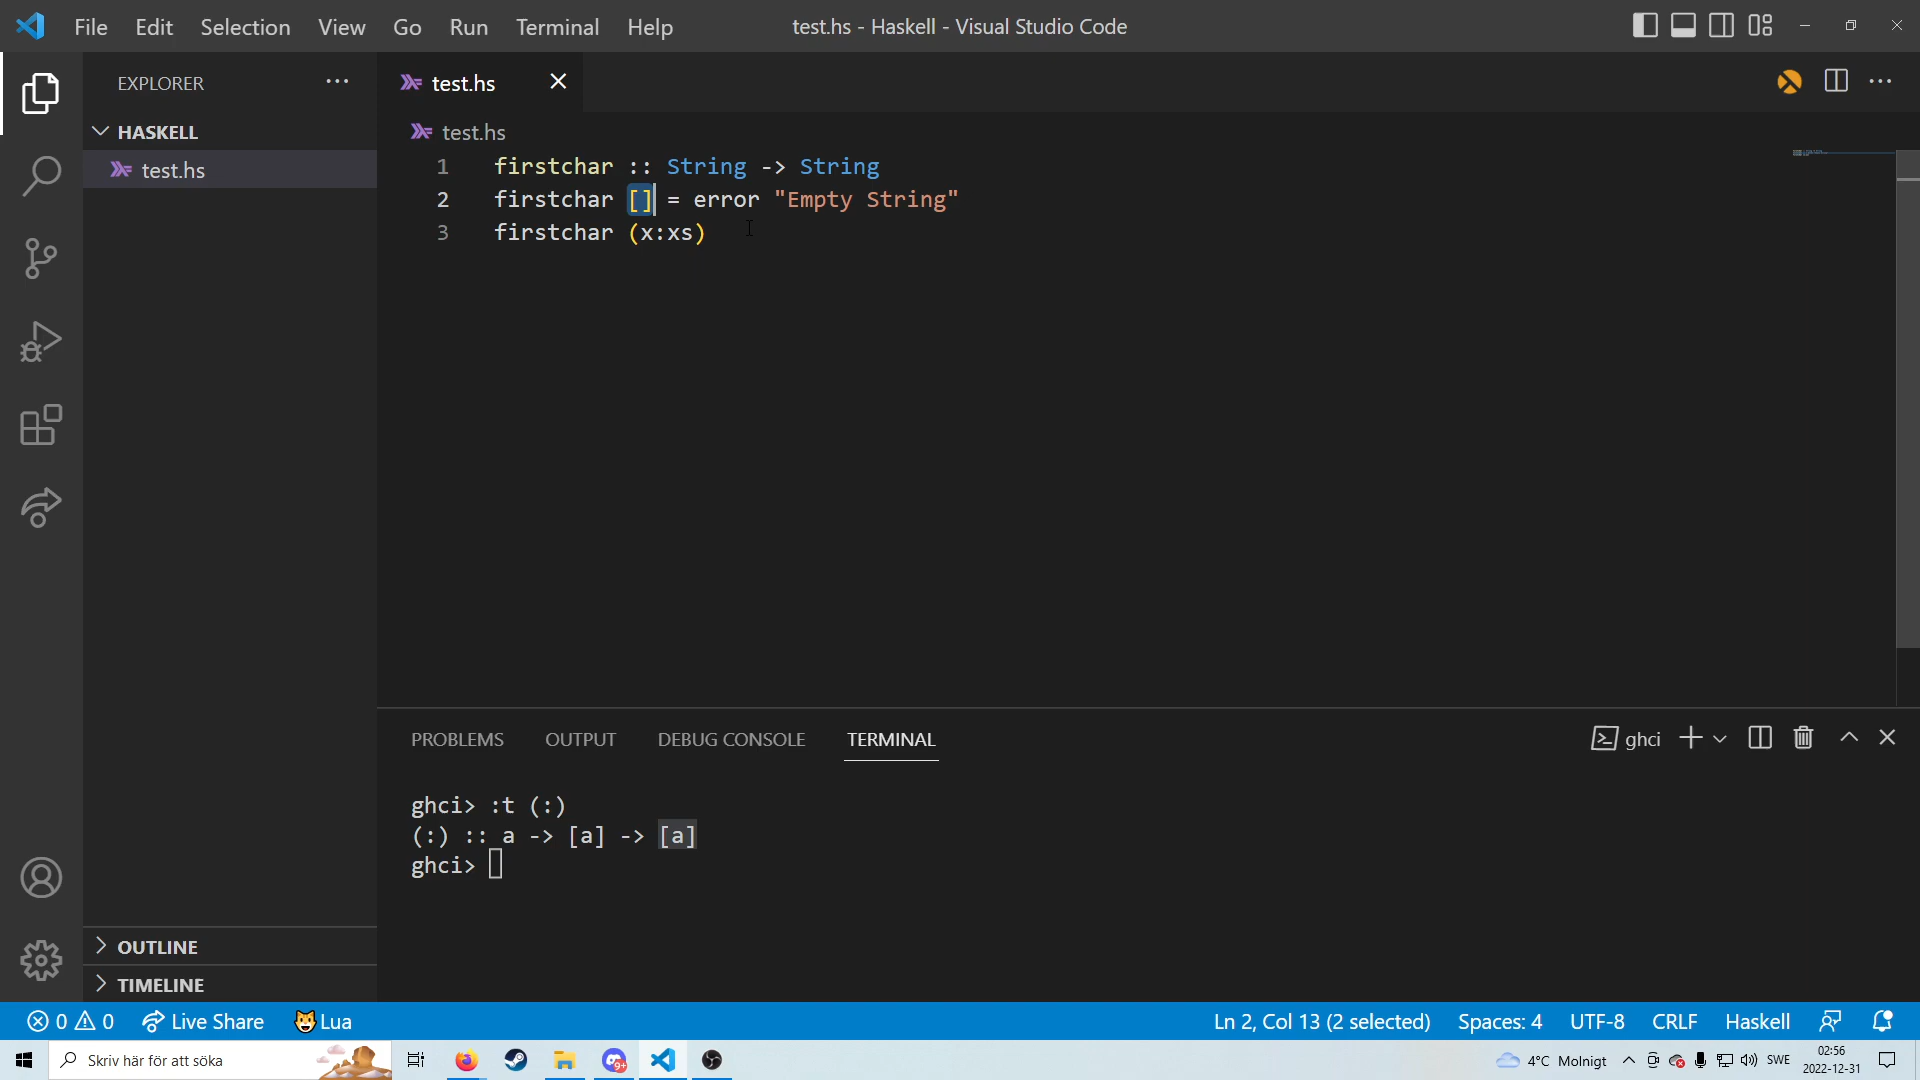 File Edit Selection View Go Run Terminal Help test.hs - Haskell - Visual Studio Code
EXPLORER
HASKELL
test.hs
OUTLINE
TIMELINE
test.hs
test.hs
1 firstchar :: String -> String
2 firstchar [] = error "Empty String"
3 firstchar (x:xs)
PROBLEMS OUTPUT DEBUG CONSOLE TERMINAL
ghci
ghci> :t (:)
(:) :: a -> [a] -> [a]
ghci>
0 0 Live Share Lua Ln 2, Col 13 (2 selected) Spaces: 4 UTF-8 CRLF Haskell
Skriv här för att söka 9+ 4°C Molnigt SWE 02:56
2022-12-31